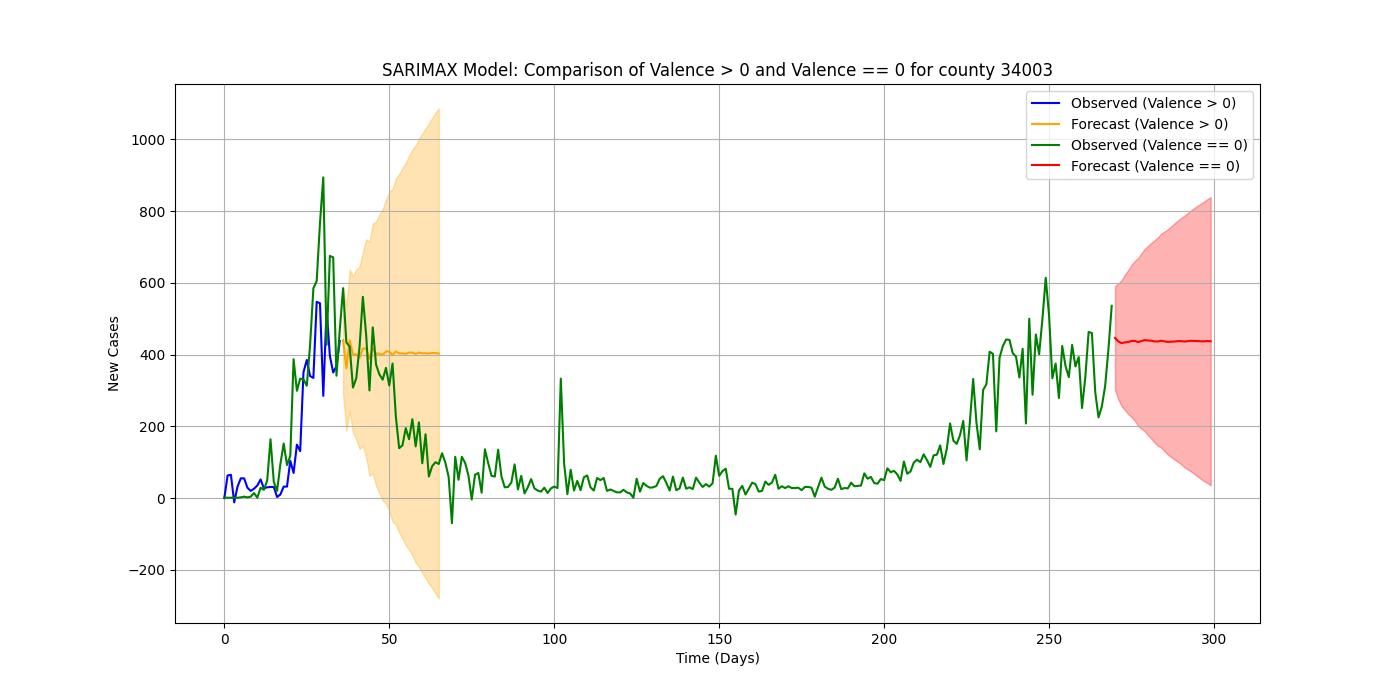 SARIMAX Model: Comparison of Valence > 0 and Valence == 0 for county 34003
Observed (Valence > 0)
Forecast (Valence > 0)
Observed (Valence == 0)
Forecast (Valence == 0)
New Cases
1000
800
600
400
200
0
−200
0 50 100 150 200 250 300
Time (Days)